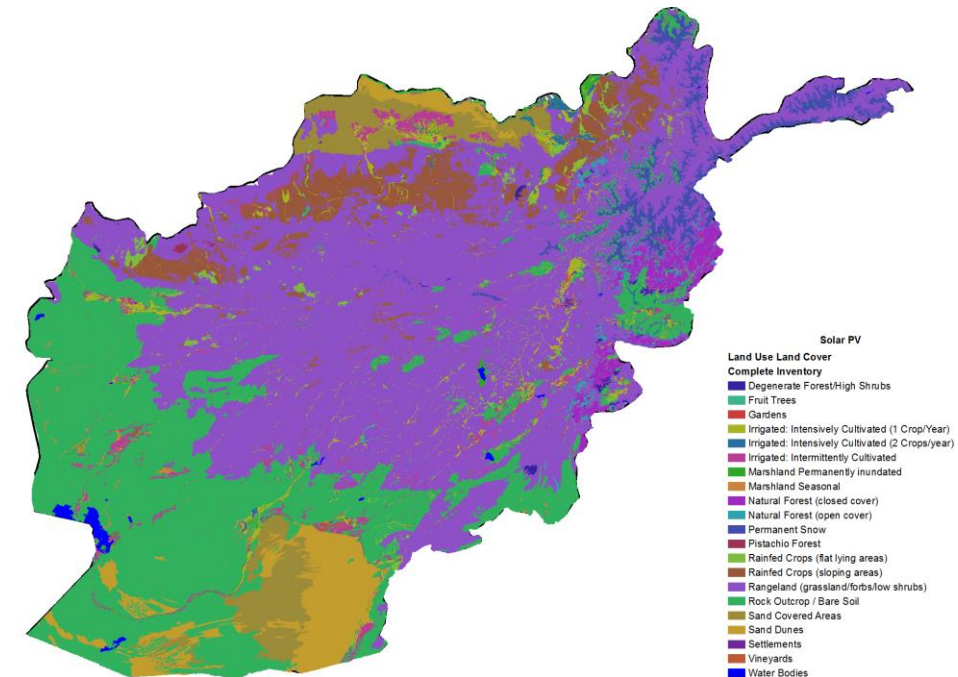 Solar PV
Land Use Land Cover
Complete Inventory
Degenerate Forest/High Shrubs
Fruit Trees
Gardens
Irrigated: Intensively Cultivated (1 Crop/Year)
Irrigated: Intensively Cultivated (2 Crops/year)
Irrigated: Intermittently Cultivated
Marshland Permanently inundated
Marshland Seasonal
Natural Forest (closed cover)
Natural Forest (open cover)
Permanent Snow
Pistachio Forest
Rainfed Crops (flat lying areas)
Rainfed Crops (sloping areas)
Rangeland (grassland/forbs/low shrubs)
Rock Outcrop / Bare Soil
Sand Covered Areas
Sand Dunes
Settlements
Vineyards
Water Bodies